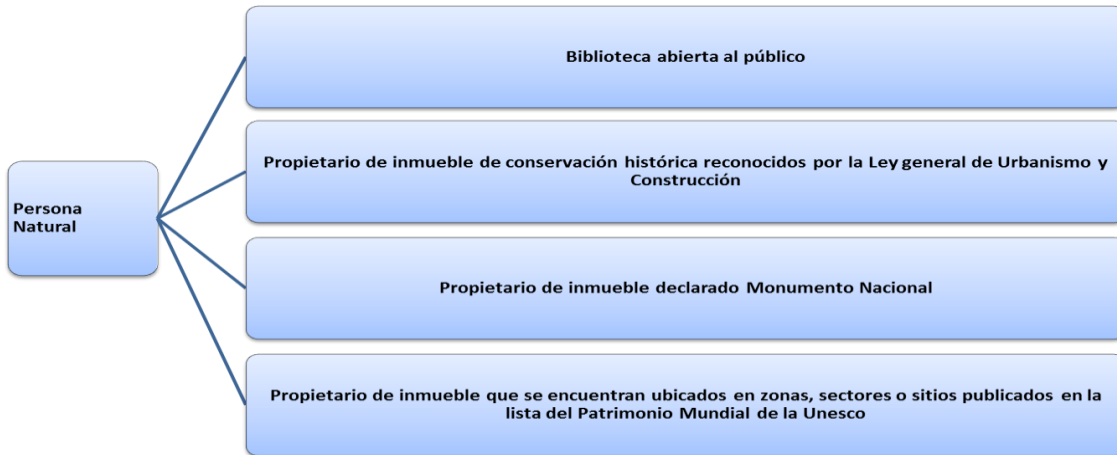 Biblioteca abierta al público
Propietario de inmueble de conservación histórica reconocidos por la Ley general de Urbanismo y
Construcción
Persona
Natural
Propietario de inmueble declarado Monumento Nacional
Propietario de inmueble que se encuentran ubicados en zonas, sectores o sitios publicados en la
lista del Patrimonio Mundial de la Unesco